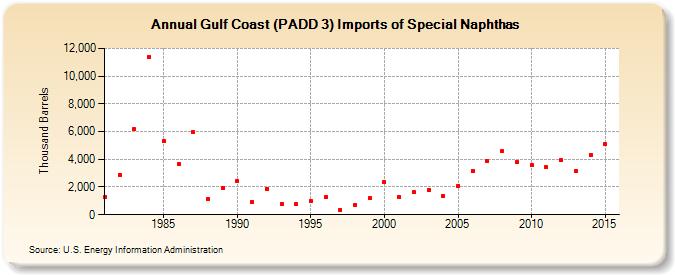 Annual Gulf Coast (PADD 3) Imports of Special Naphthas
Thousand Barrels
12,000
10,000
8,000
6,000
4,000
2,000
0
1985 1990 1995 2000 2005 2010 2015
Source: U.S. Energy Information Administration